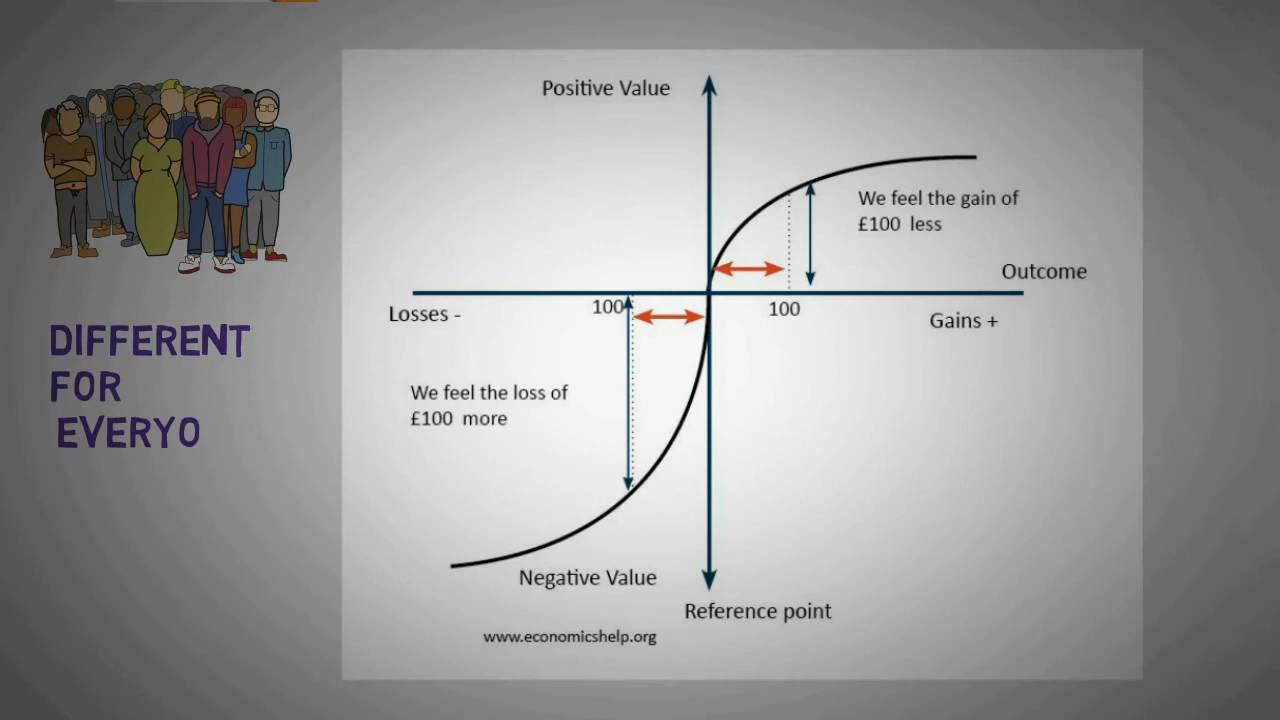 DIFFERENT
FOR
EVERYO
Positive Value
We feel the gain of
£100 less
Outcome
100
100
Losses -
Gains +
We feel the loss of
£100 more
Negative Value
Reference point
www.economicshelp.org